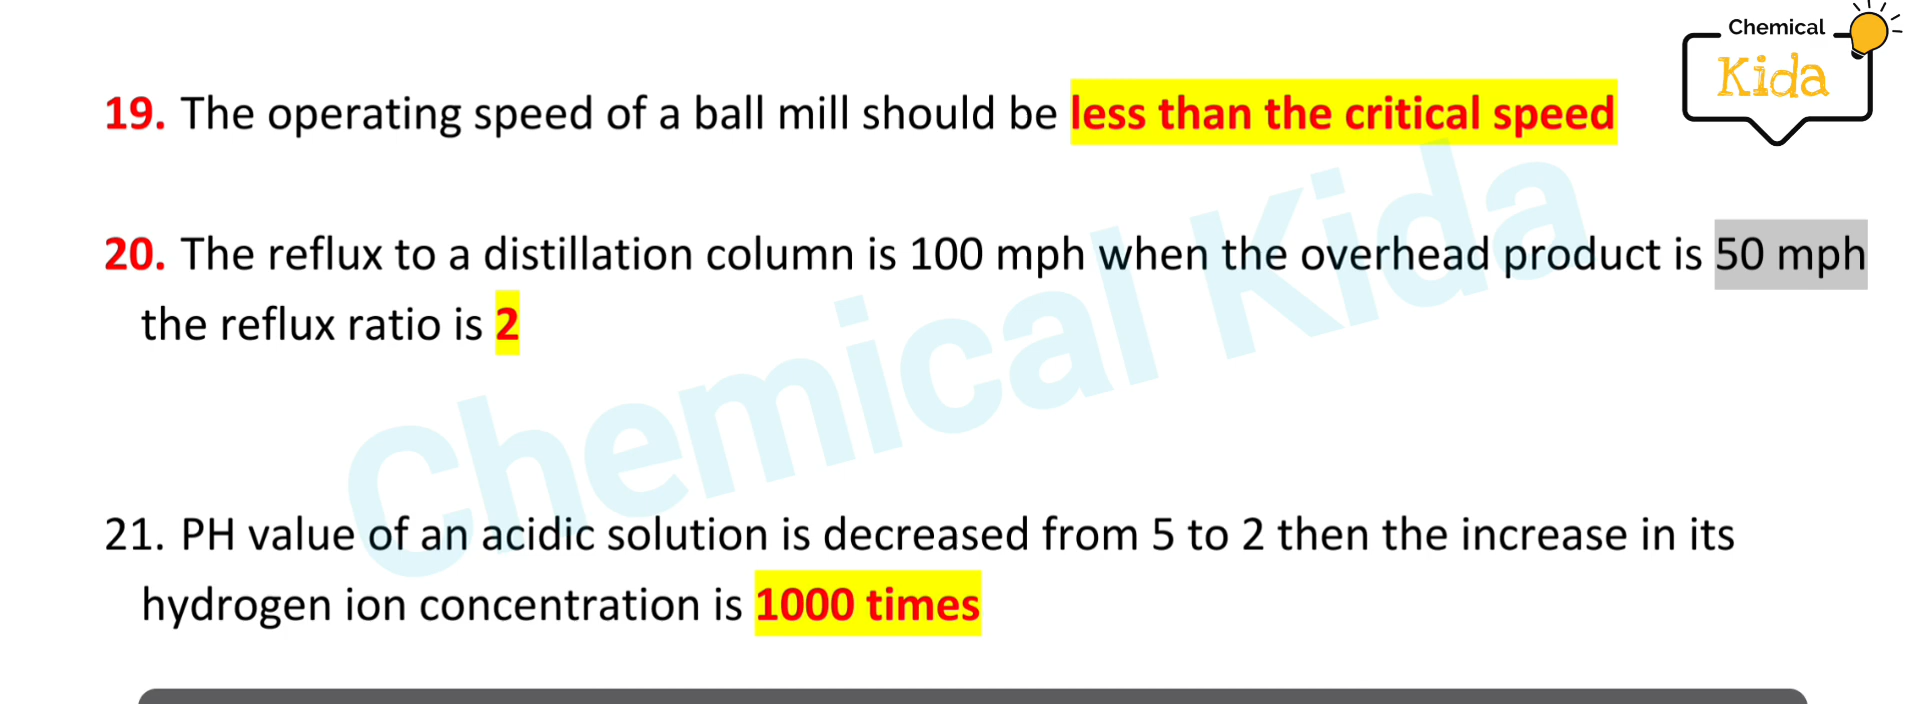 Chemical
Kida
19. The operating speed of a ball mill should be less than the critical speed
20. The reflux to a distillation column is 100 mph when the overhead product is 50 mph
the reflux ratio is 2
21. PH value of an acidic solution is decreased from 5 to 2 then the increase in its
hydrogen ion concentration is 1000 times
Chemical Kida